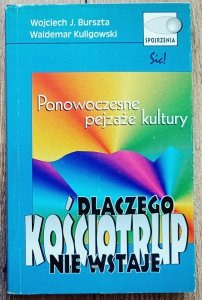 Wojciech J. Burszta
Waldemar Kuligowski
SPOJRZENIA
Sic!
Ponowoczesne
pejzaże kultury
DLACZEGO
KOŚCIOTRUP
NIE WSTAJE